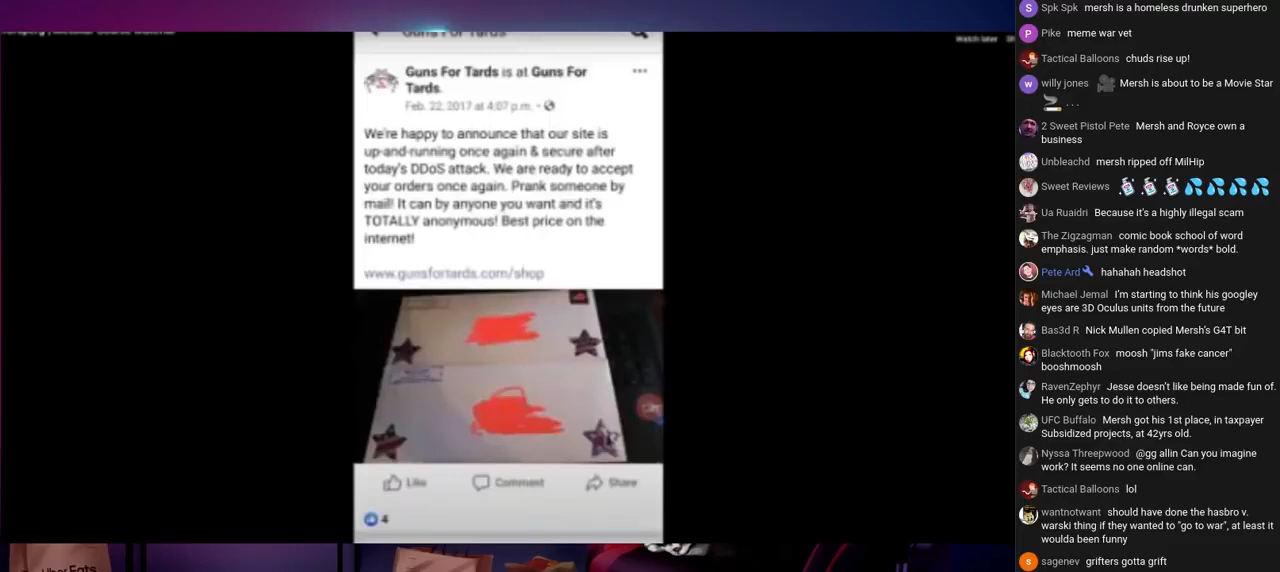 Guns For Tards
Watch later
Guns For Tards is at Guns For
Tards.
Feb. 22, 2017 at 4:07 p.m.
We're happy to announce that our site is
up-and-running once again & secure after
today's DDoS attack. We are ready to accept
your orders once again. Prank someone by
mail! It can by anyone you want and it's
TOTALLY anonymous! Best price on the
internet!
www.gunsfortards.com/shop
Like Comment Share
4
Uber Eats
S Spk Spk mersh is a homeless drunken superhero
P Pike meme war vet
Tactical Balloons chuds rise up!
w willy jones 🎥 Mersh is about to be a Movie Star
🚬 . . .
2 Sweet Pistol Pete Mersh and Royce own a
business
Unbleachd mersh ripped off MilHip
Sweet Reviews
Ua Ruaidri Because it's a highly illegal scam
The Zigzagman comic book school of word
emphasis. just make random *words* bold.
Pete Ard hahahah headshot
Michael Jemal I'm starting to think his googley
eyes are 3D Oculus units from the future
Bas3d R Nick Mullen copied Mersh's G4T bit
Blacktooth Fox moosh "jims fake cancer"
booshmoosh
RavenZephyr Jesse doesn't like being made fun of.
He only gets to do it to others.
UFC Buffalo Mersh got his 1st place, in taxpayer
Subsidized projects, at 42yrs old.
Nyssa Threepwood @gg allin Can you imagine
work? It seems no one online can.
Tactical Balloons lol
wantnotwant should have done the hasbro v.
warski thing if they wanted to "go to war", at least it
woulda been funny
s sagenev grifters gotta grift